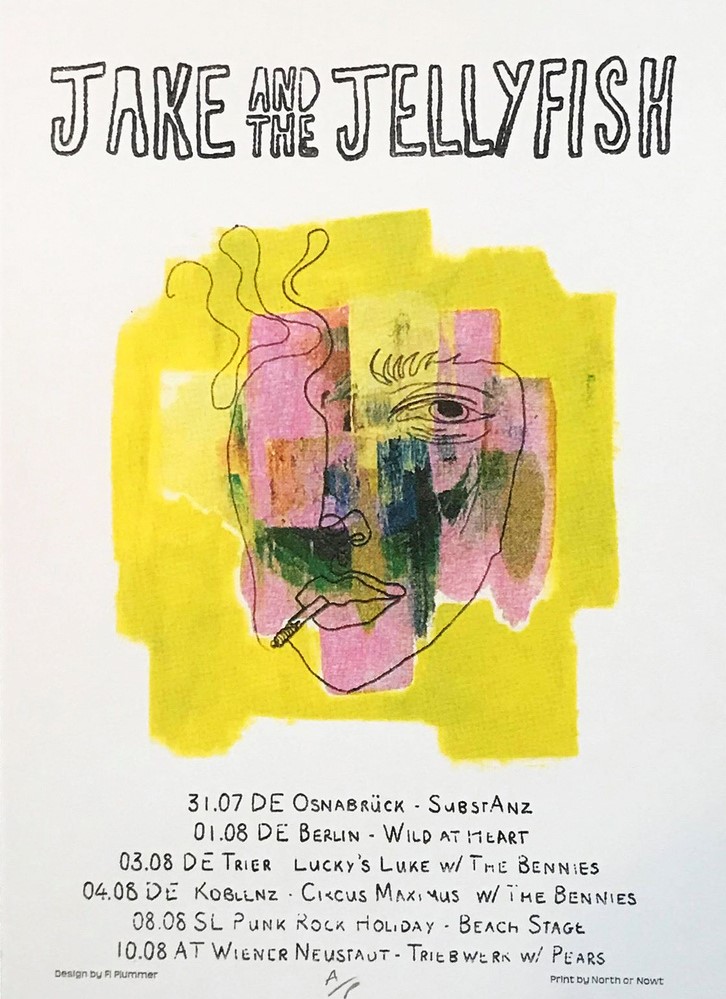 JAKE AND THE JELLYFISH
31.07 DE OSNABRÜCK - SUBSTANZ
01.08 DE BERLIN - WILD AT HEART
03.08 DE TRIER LUCKY'S LUKE W/ THE BENNIES
04.08 DE KOBLENZ - CIRCUS MAXIMUS W/ THE BENNIES
08.08 SL PUNK ROCK HOLIDAY - BEACH STAGE
10.08 AT WIENER NEUSTADT - TRIEBWERK W/ PEARS
Design by Fi Plummer
A/P
Print by North or Nowt